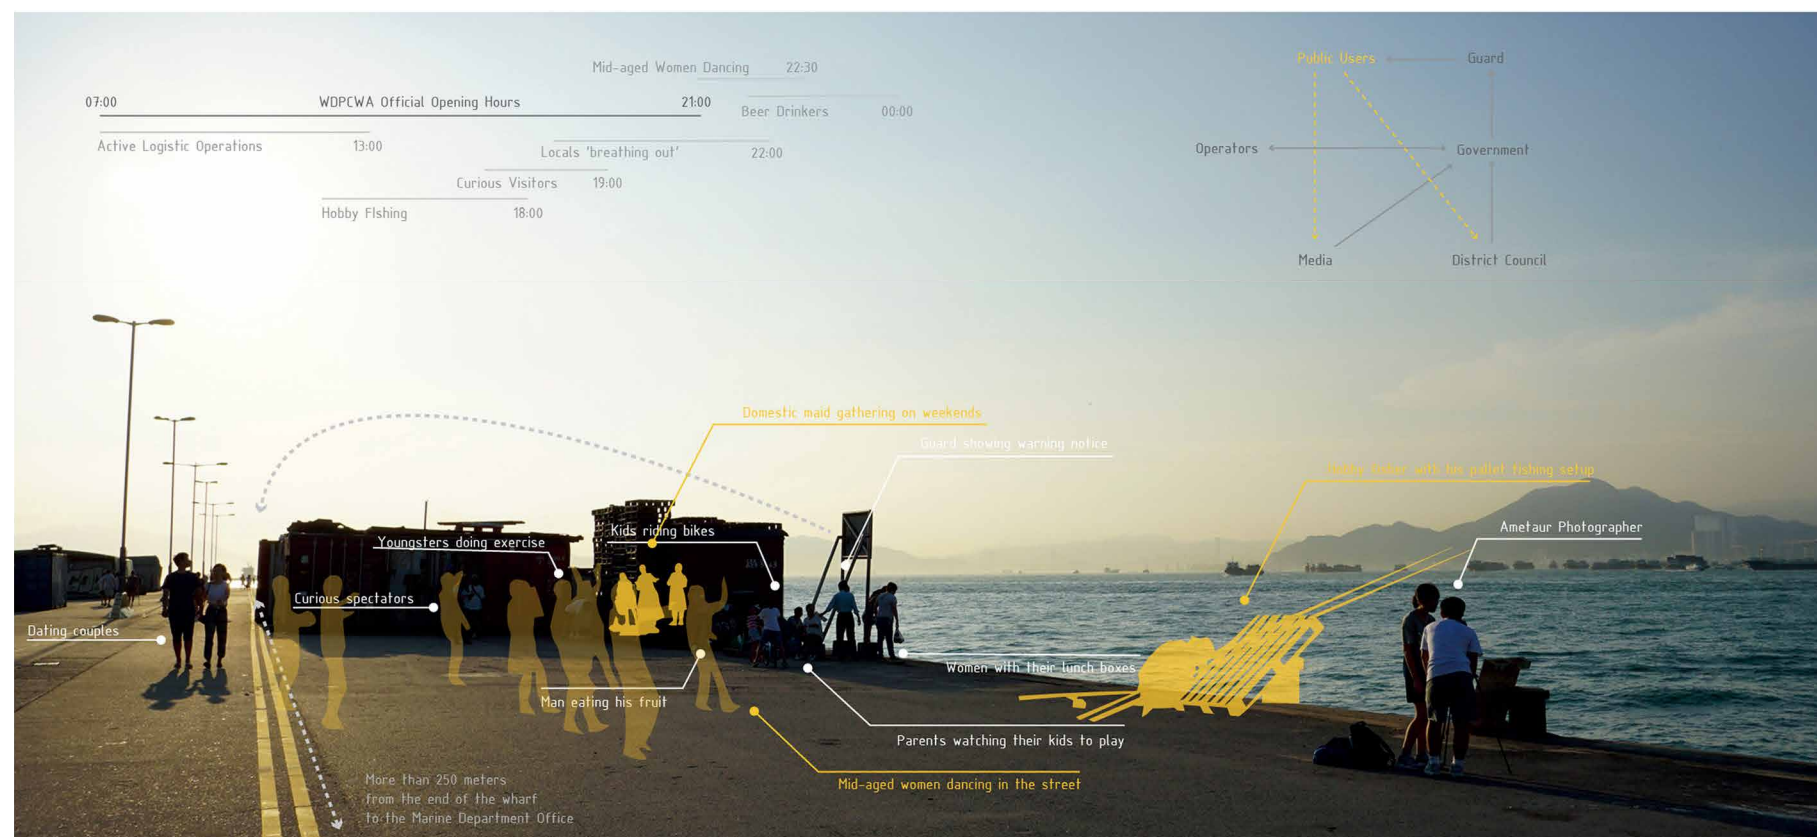 Mid-aged Women Dancing 22:30
07:00 WDPCWA Official Opening Hours 21:00
Beer Drinkers 00:00
Active Logistic Operations 13:00
Locals 'breathing out' 22:00
Curious Visitors 19:00
Hobby FIshing 18:00
Public Users
Guard
Operators
Government
Media
District Council
Domestic maid gathering on weekends
Guard showing warning notice
Hobby fisher with his pallet fishing setup
Ametaur Photographer
Kids riding bikes
Youngsters doing exercise
Curious spectators
Dating couples
Women with their lunch boxes
Man eating his fruit
Parents watching their kids to play
Mid-aged women dancing in the street
More than 250 meters
from the end of the wharf
to the Marine Department Office